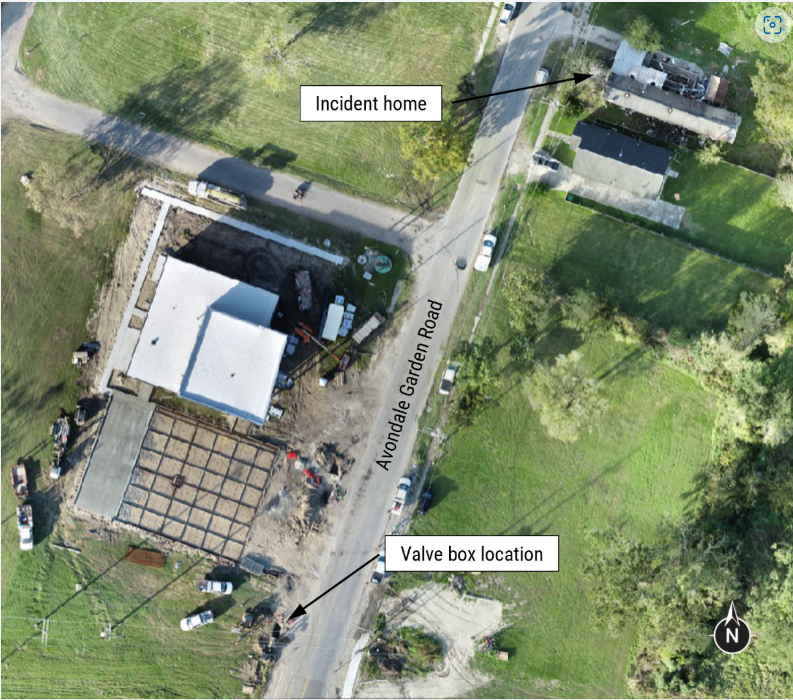 Incident home
Avondale Garden Road
Valve box location
N